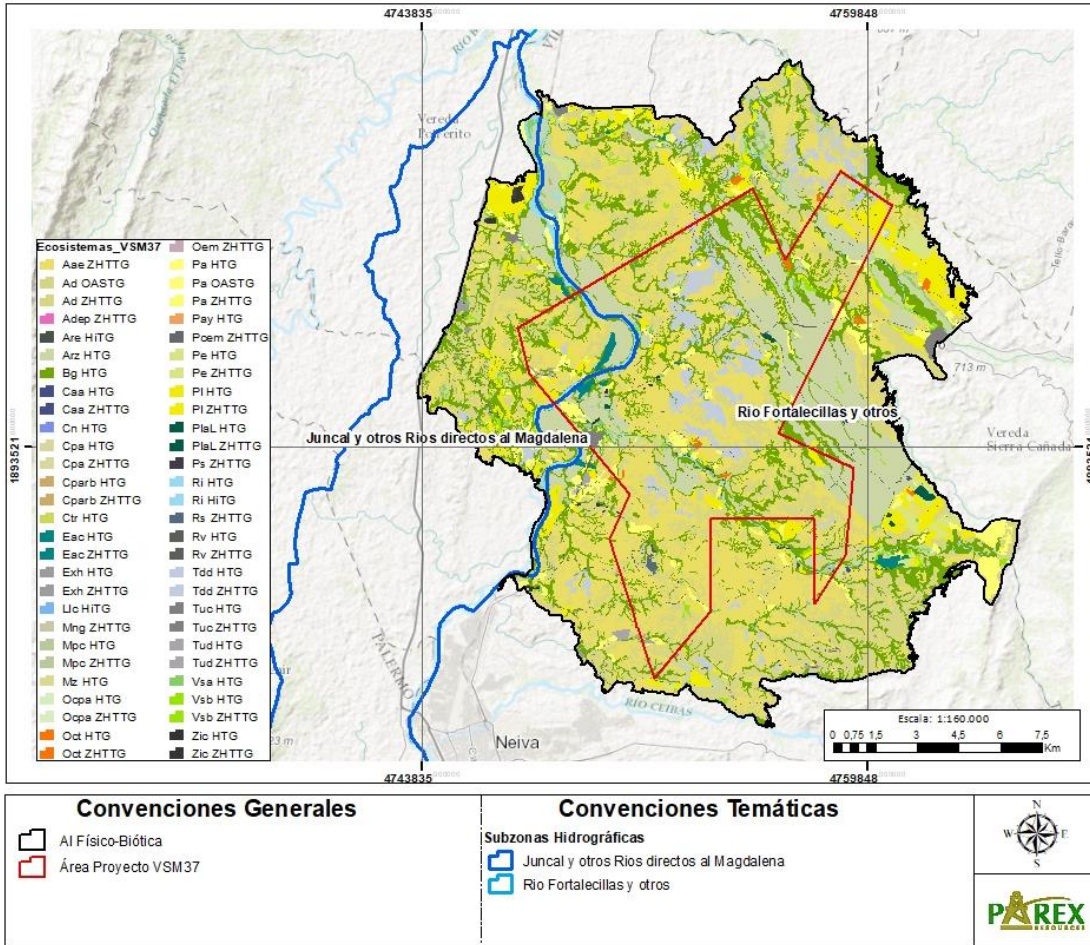 4743835
4759848
Vereda
Potrerito
Ecosistemas_VSM37
Aae ZHTTG
Ad OASTG
Ad ZHTTG
Adep ZHTTG
Are HiTG
Arz HTG
Bg HTG
Caa HTG
Caa ZHTTG
Cn HTG
Cpa HTG
Cpa ZHTTG
Cparb HTG
Cparb ZHTTG
Ctr HTG
Eac HTG
Eac ZHTTG
Exh HTG
Exh ZHTTG
Llc HiTG
Mng ZHTTG
Mpc HTG
Mpc ZHTTG
Mz HTG
Ocpa HTG
Ocpa ZHTTG
Oct HTG
Oct ZHTTG
Oem ZHTTG
Pa HTG
Pa OASTG
Pa ZHTTG
Pay HTG
Pcem ZHTTG
Pe HTG
Pe ZHTTG
Pl HTG
Pl ZHTTG
PlaL HTG
PlaL ZHTTG
Ps ZHTTG
Ri HTG
Ri HiTG
Rs ZHTTG
Rv HTG
Rv ZHTTG
Tdd HTG
Tdd ZHTTG
Tuc HTG
Tuc ZHTTG
Tud HTG
Tud ZHTTG
Vsa HTG
Vsb HTG
Vsb ZHTTG
Zic HTG
Zic ZHTTG
713 m
Rio Fortalecillas y otros
Juncal y otros Rios directos al Magdalena
Vereda
Sierra Cañada
1893521
PALERMO
RÍO CEIBAS
Neiva
Escala: 1:160.000
0 0,75 1,5 3 4,5 6 7,5
Km
4743835
4759848
Convenciones Generales
AI Físico-Biótica
Área Proyecto VSM37
Convenciones Temáticas
Subzonas Hidrográficas
Juncal y otros Rios directos al Magdalena
Rio Fortalecillas y otros
N
W E
S
PAREX
RESOURCES